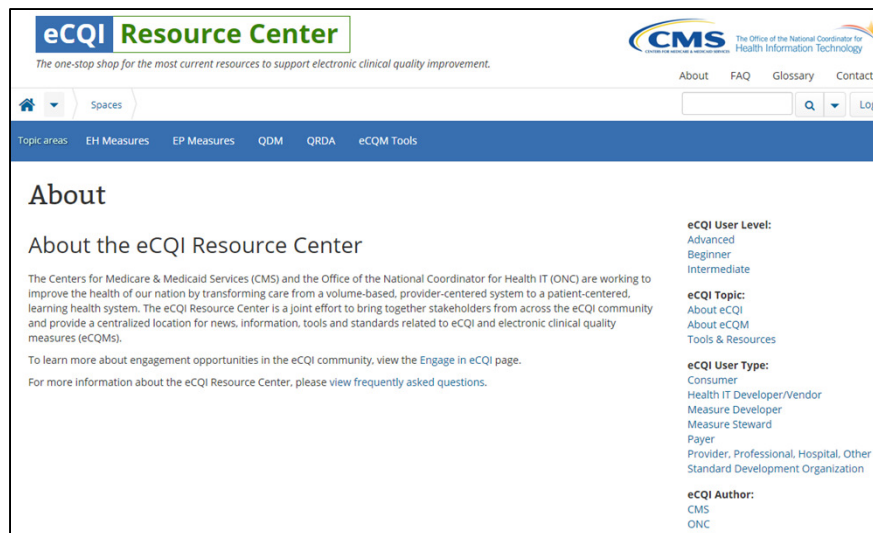 eCQI Resource Center
The one-stop shop for the most current resources to support electronic clinical quality improvement.
CMS
CENTERS FOR MEDICARE & MEDICAID SERVICES
The Office of the National Coordinator for
Health Information Technology
About FAQ Glossary Contact
Spaces
Log
Topic areas EH Measures EP Measures QDM QRDA eCQM Tools
About
About the eCQI Resource Center
The Centers for Medicare & Medicaid Services (CMS) and the Office of the National Coordinator for Health IT (ONC) are working to
improve the health of our nation by transforming care from a volume-based, provider-centered system to a patient-centered,
learning health system. The eCQI Resource Center is a joint effort to bring together stakeholders from across the eCQI community
and provide a centralized location for news, information, tools and standards related to eCQI and electronic clinical quality
measures (eCQMs).
To learn more about engagement opportunities in the eCQI community, view the Engage in eCQI page.
For more information about the eCQI Resource Center, please view frequently asked questions.
eCQI User Level:
Advanced
Beginner
Intermediate
eCQI Topic:
About eCQI
About eCQM
Tools & Resources
eCQI User Type:
Consumer
Health IT Developer/Vendor
Measure Developer
Measure Steward
Payer
Provider, Professional, Hospital, Other
Standard Development Organization
eCQI Author:
CMS
ONC